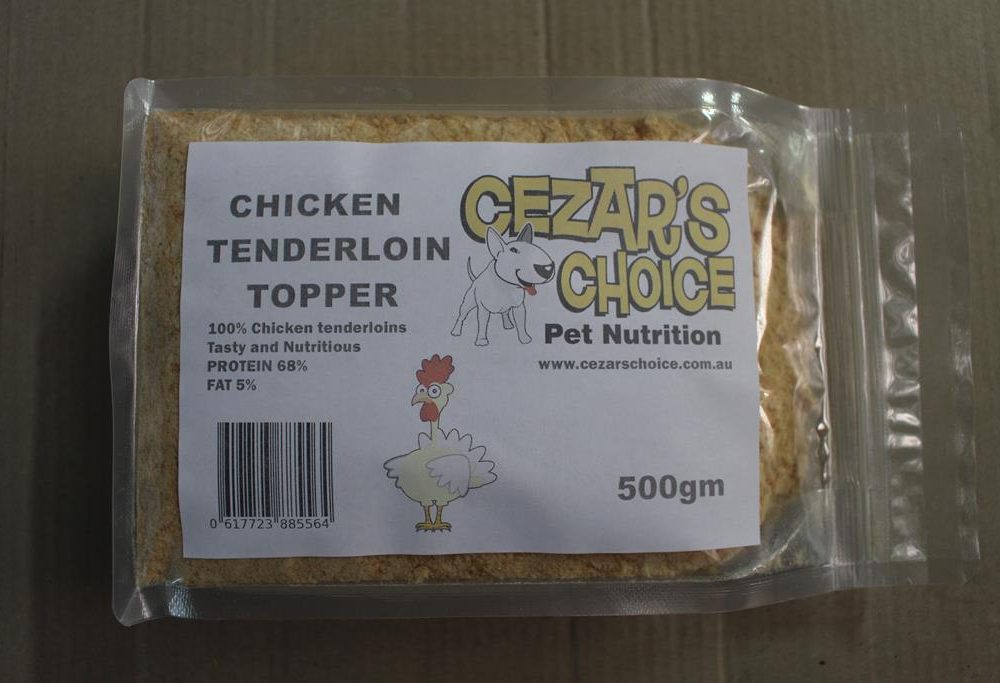 CHICKEN
TENDERLOIN
TOPPER
100% Chicken tenderloins
Tasty and Nutritious
PROTEIN 68%
FAT 5%
CEZAR'S
CHOICE
Pet Nutrition
www.cezarschoice.com.au
0 617723 885564
500gm